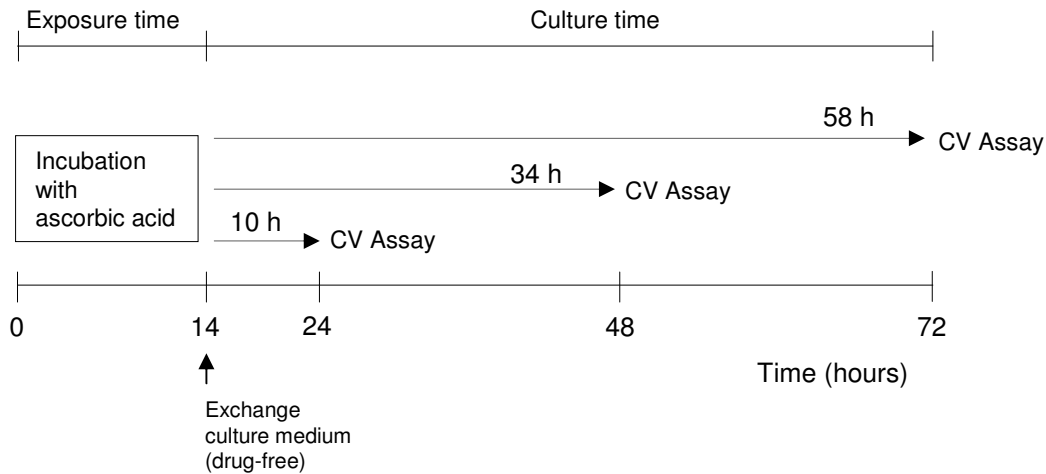 Exposure time
Culture time
58 h
CV Assay
Incubation
with
ascorbic acid
34 h
CV Assay
10 h
CV Assay
0
14
24
48
72
Time (hours)
Exchange
culture medium
(drug-free)